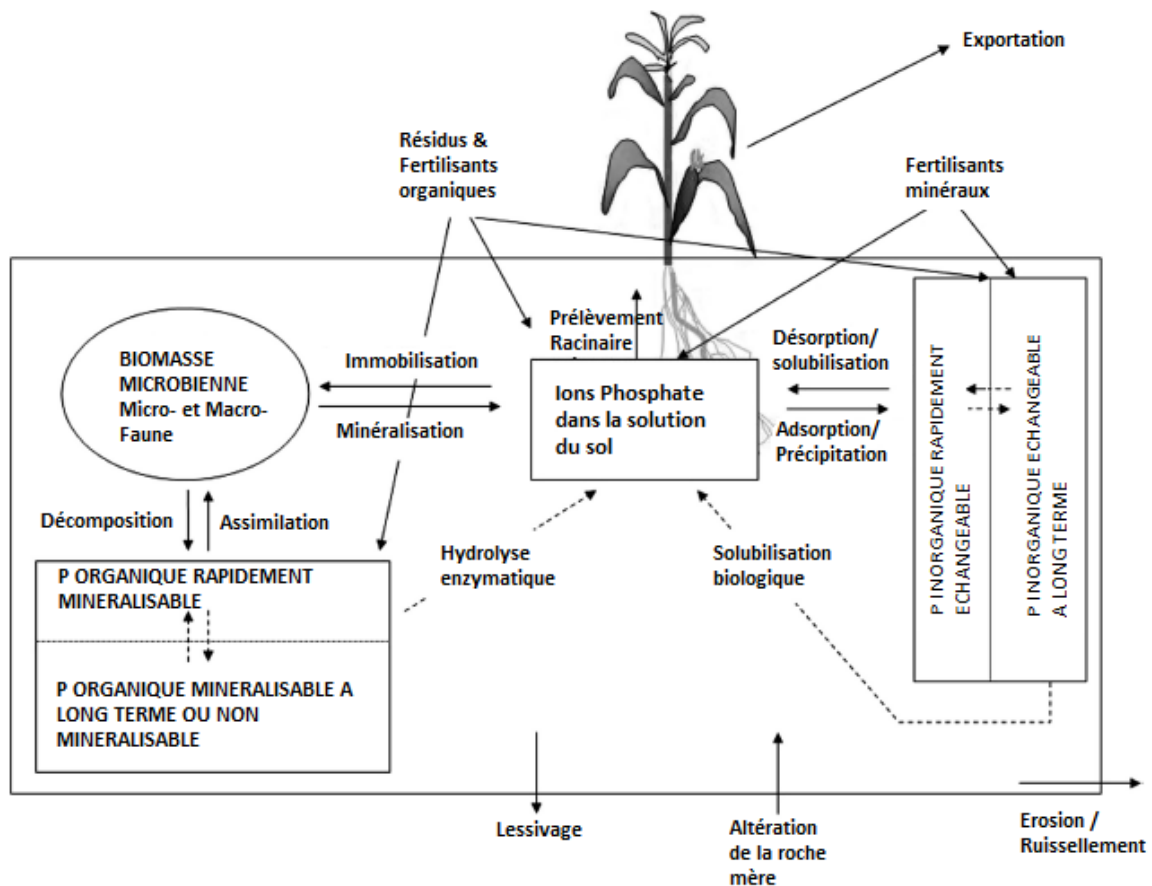 Exportation
Résidus &
Fertilisants
organiques
Fertilisants
minéraux
Prélèvement
Racinaire
Désorption/
solubilisation
BIOMASSE
MICROBIENNE
Micro- et Macro-
Faune
Immobilisation
Minéralisation
Ions Phosphate
dans la solution
du sol
Adsorption/
Précipitation
P INORGANIQUE RAPIDEMENT
ECHANGEABLE
P INORGANIQUE ECHANGEABLE
A LONG TERME
Décomposition
Assimilation
Hydrolyse
enzymatique
Solubilisation
biologique
P ORGANIQUE RAPIDEMENT
MINERALISABLE
P ORGANIQUE MINERALISABLE A
LONG TERME OU NON
MINERALISABLE
Lessivage
Altération
de la roche
mère
Erosion /
Ruissellement